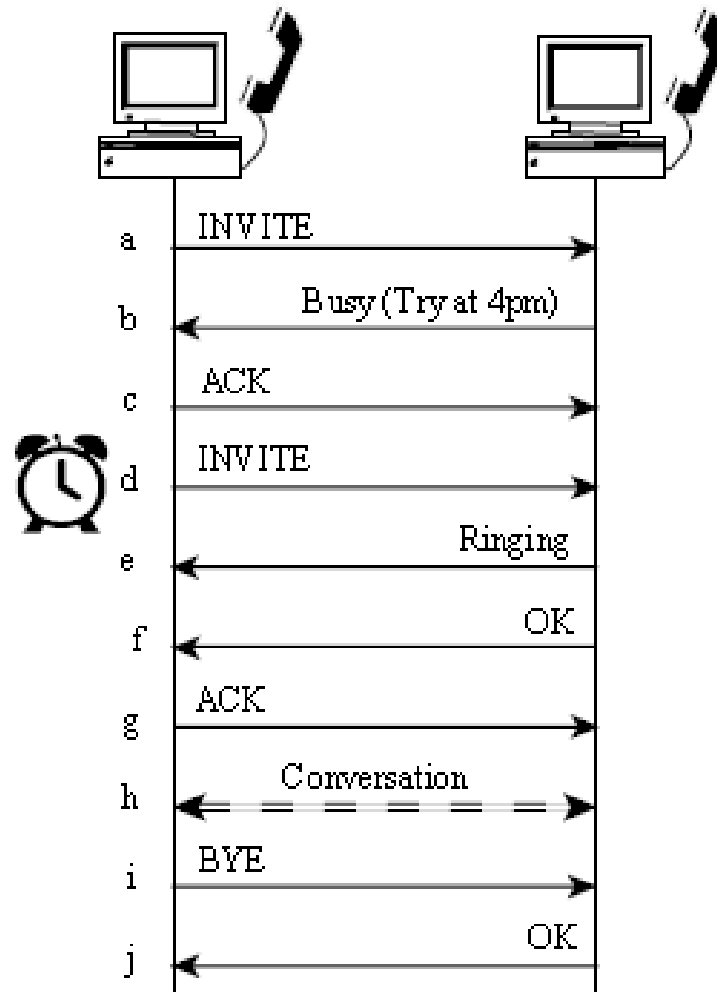 a INVITE
b Busy (Try at 4pm)
c ACK
d INVITE
e Ringing
f OK
g ACK
h Conversation
i BYE
j OK